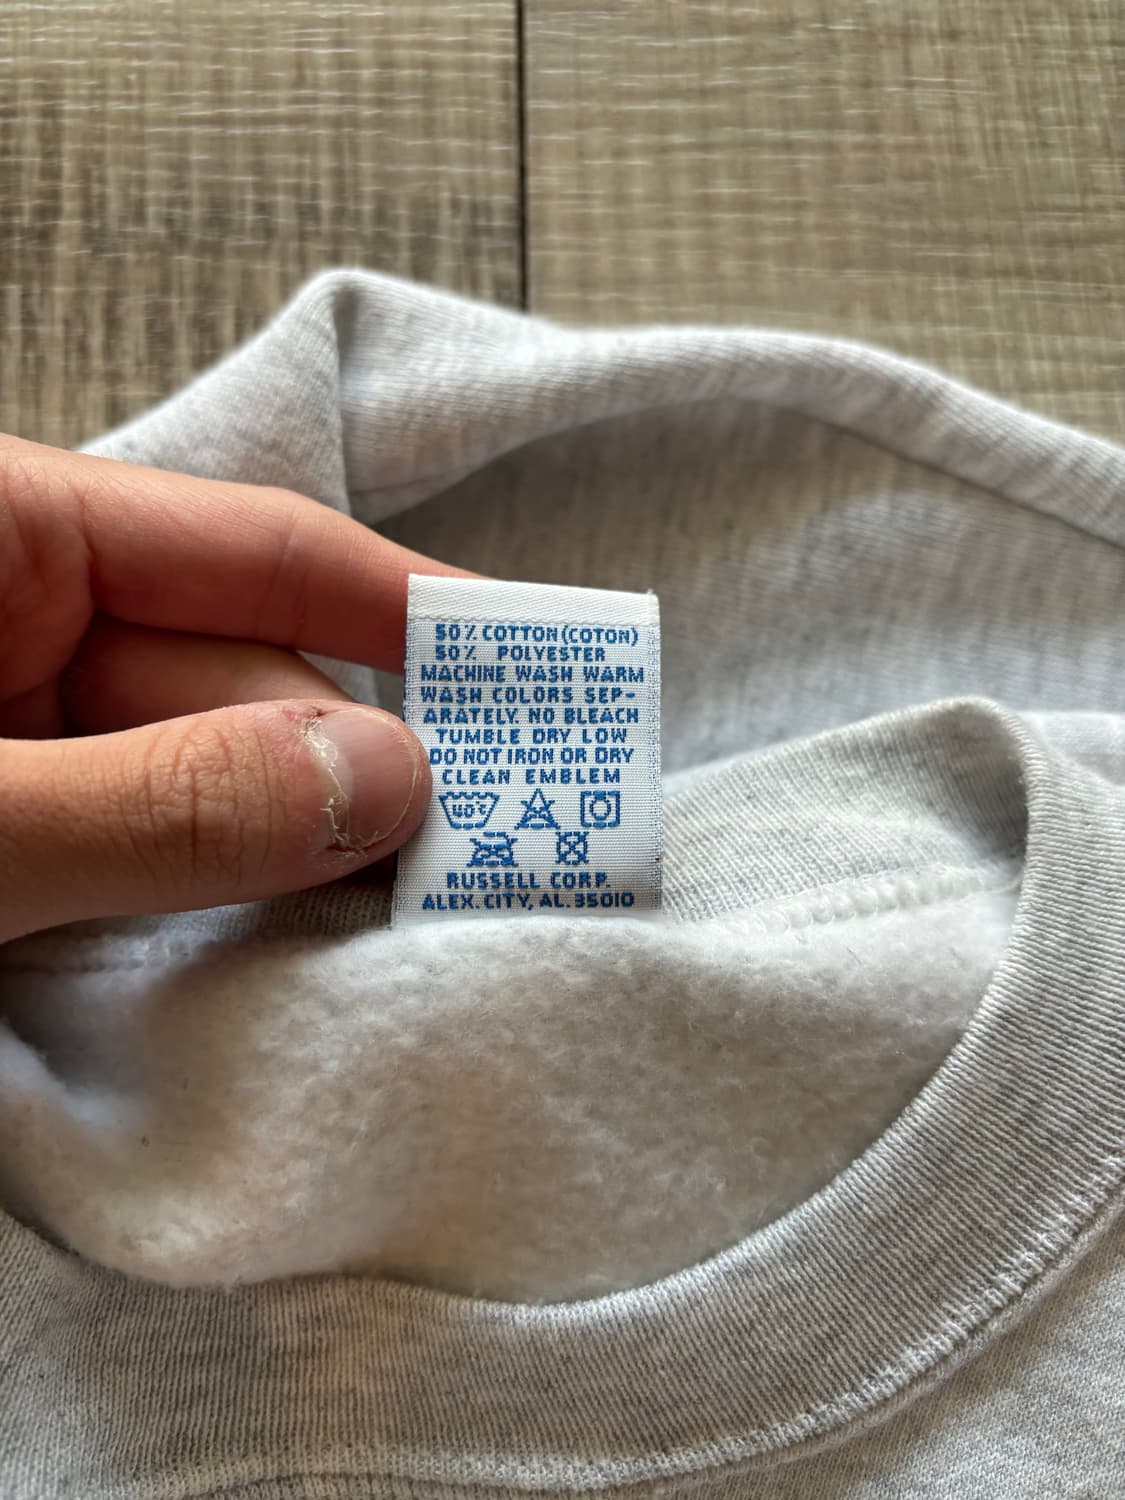 50% COTTON (COTON)
50% POLYESTER
MACHINE WASH WARM
WASH COLORS SEP-
ARATELY. NO BLEACH
TUMBLE DRY LOW
DO NOT IRON OR DRY
CLEAN EMBLEM
40°C
RUSSELL CORP.
ALEX. CITY, AL. 35010